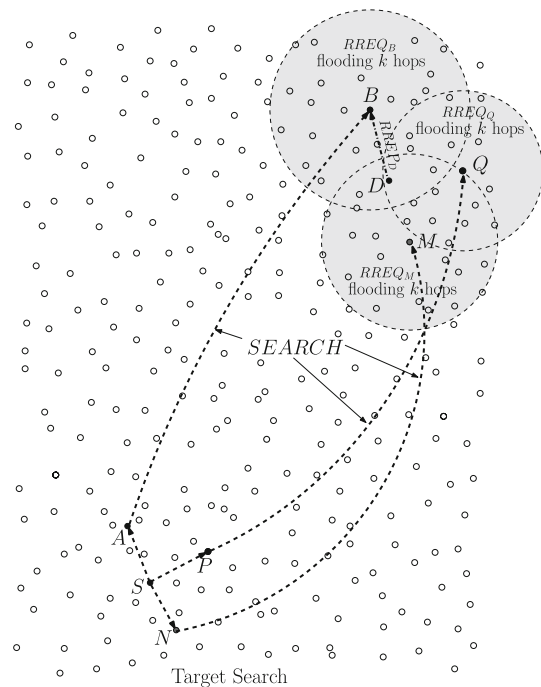 RREQ_B
flooding k hops
B
RREQ_Q
flooding k hops
RREP_D
Q
D
M
RREQ_M
flooding k hops
SEARCH
A
P
S
N
Target Search